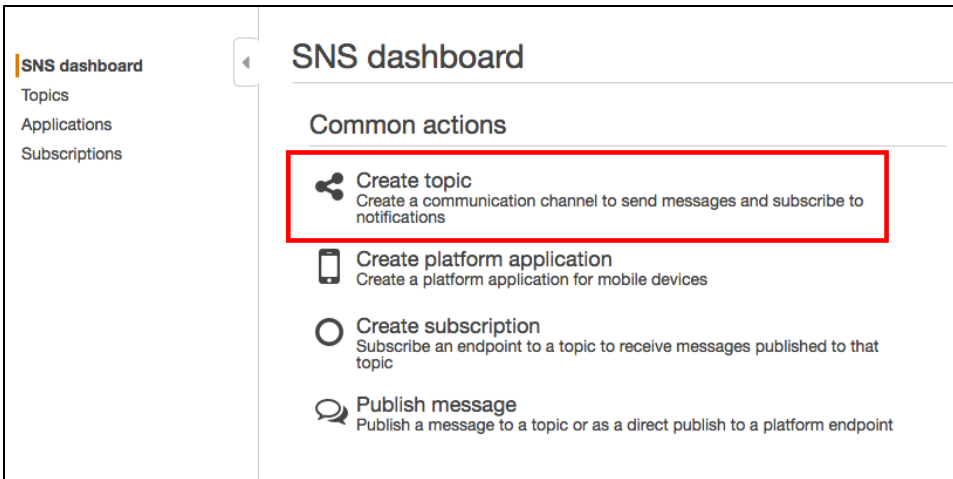 SNS dashboard
Topics
Applications
Subscriptions
SNS dashboard
Common actions
Create topic
Create a communication channel to send messages and subscribe to
notifications
Create platform application
Create a platform application for mobile devices
Create subscription
Subscribe an endpoint to a topic to receive messages published to that
topic
Publish message
Publish a message to a topic or as a direct publish to a platform endpoint